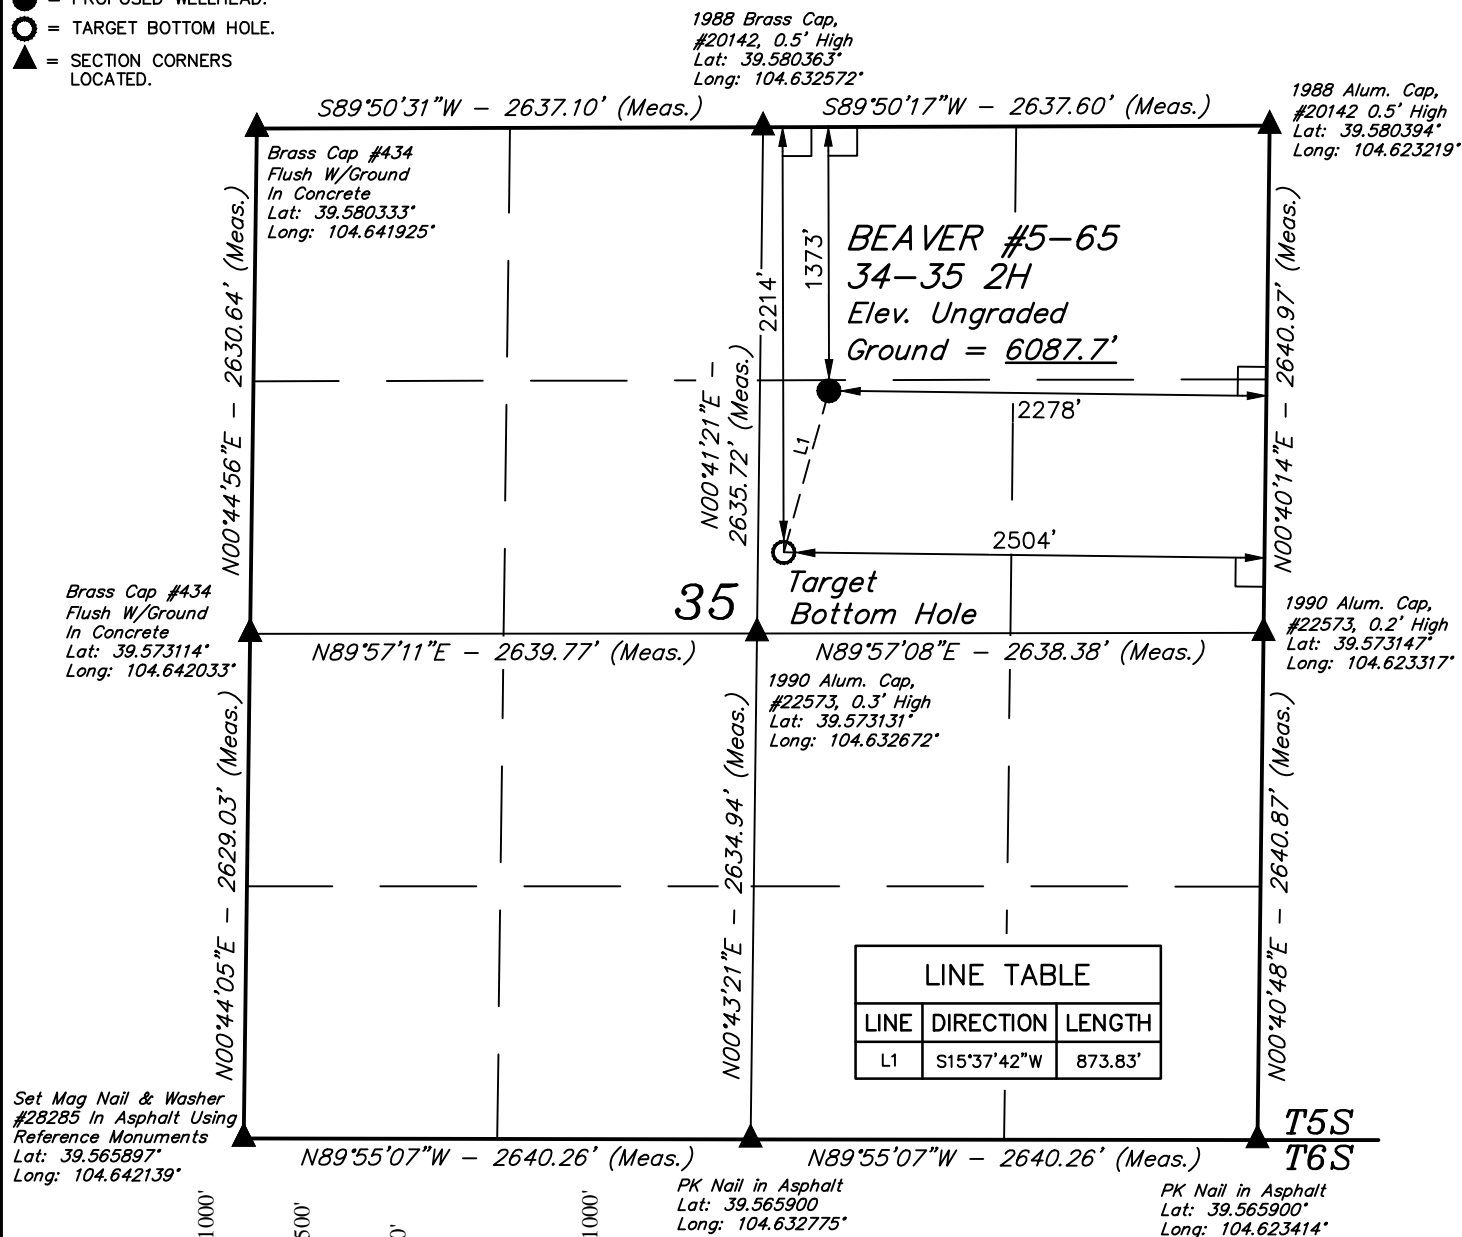 = PROPOSED WELLHEAD.
= TARGET BOTTOM HOLE.
= SECTION CORNERS
LOCATED.
1988 Brass Cap,
#20142, 0.5' High
Lat: 39.580363°
Long: 104.632572°
1988 Alum. Cap,
#20142 0.5' High
Lat: 39.580394°
Long: 104.623219°
S89°50'31"W - 2637.10' (Meas.)
S89°50'17"W - 2637.60' (Meas.)
Brass Cap #434
Flush W/Ground
In Concrete
Lat: 39.580333°
Long: 104.641925°
N00°44'56"E - 2630.64' (Meas.)
2214'
1373'
BEAVER #5-65
34-35 2H
Elev. Ungraded
Ground = 6087.7'
N00°40'14"E - 2640.97' (Meas.)
N00°41'21"E -
2635.72' (Meas.)
L1
2278'
2504'
Target
Bottom Hole
35
Brass Cap #434
Flush W/Ground
In Concrete
Lat: 39.573114°
Long: 104.642033°
1990 Alum. Cap,
#22573, 0.2' High
Lat: 39.573147°
Long: 104.623317°
N89°57'11"E - 2639.77' (Meas.)
N89°57'08"E - 2638.38' (Meas.)
1990 Alum. Cap,
#22573, 0.3' High
Lat: 39.573131°
Long: 104.632672°
N00°44'05"E - 2629.03' (Meas.)
N00°43'21"E - 2634.94' (Meas.)
N00°40'48"E - 2640.87' (Meas.)
LINE TABLE
LINE DIRECTION LENGTH
L1 S15°37'42"W 873.83'
Set Mag Nail & Washer
#28285 In Asphalt Using
Reference Monuments
Lat: 39.565897°
Long: 104.642139°
N89°55'07"W - 2640.26' (Meas.)
N89°55'07"W - 2640.26' (Meas.)
T5S
T6S
PK Nail in Asphalt
Lat: 39.565900
Long: 104.632775°
PK Nail in Asphalt
Lat: 39.565900°
Long: 104.623414°
1000'
500'
0'
1000'